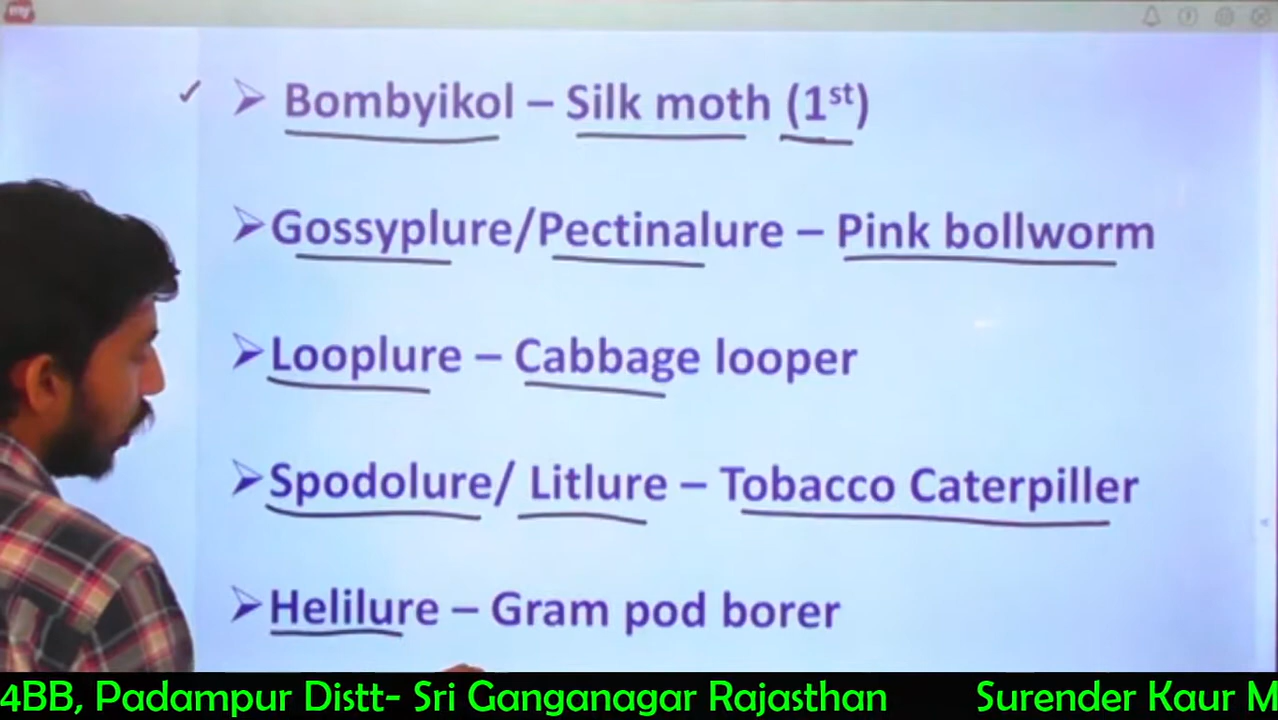 my
✓ ➢ Bombyikol – Silk moth (1st)
➢Gossyplure/Pectinalure – Pink bollworm
➢Looplure – Cabbage looper
➢Spodolure/ Litlure – Tobacco Caterpiller
➢Helilure – Gram pod borer
4BB, Padampur Distt- Sri Ganganagar Rajasthan Surender Kaur M